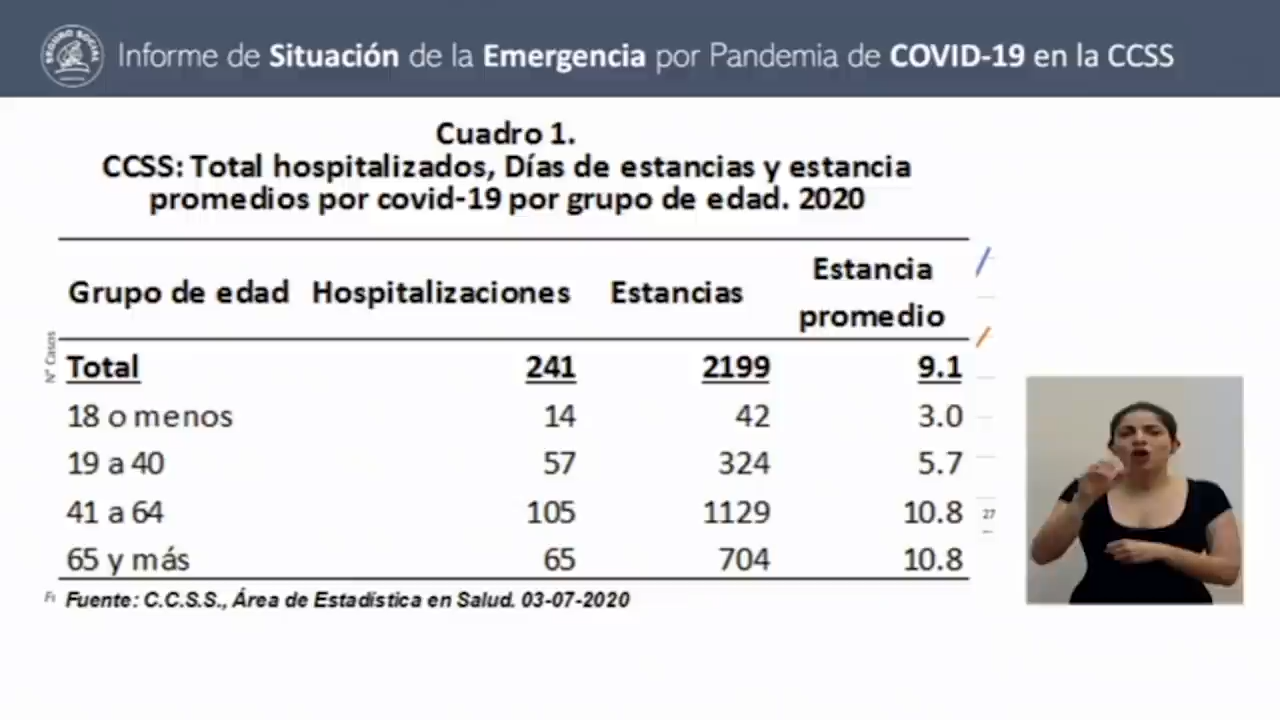 SEGURO SOCIAL
Informe de Situación de la Emergencia por Pandemia de COVID-19 en la CCSS
Cuadro 1.
CCSS: Total hospitalizados, Días de estancias y estancia
promedios por covid-19 por grupo de edad. 2020
Grupo de edad Hospitalizaciones Estancias Estancia promedio
Total 241 2199 9.1
18 o menos 14 42 3.0
19 a 40 57 324 5.7
41 a 64 105 1129 10.8
65 y más 65 704 10.8
Fuente: C.C.S.S., Área de Estadística en Salud. 03-07-2020
N° Casos
27